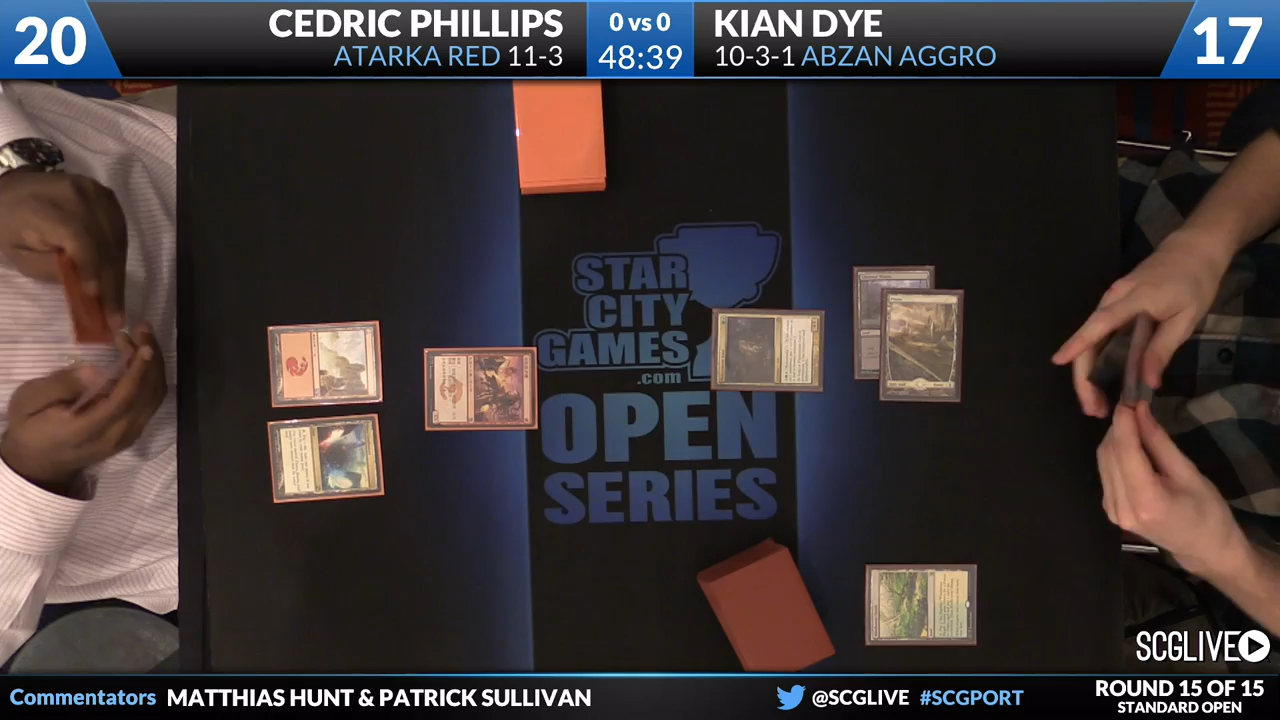 20
CEDRIC PHILLIPS
ATARKA RED 11-3
0 vs 0
48:39
KIAN DYE
10-3-1 ABZAN AGGRO
17
STAR
CITY
GAMES
.com
OPEN
SERIES
SCGLIVE
Commentators MATTHIAS HUNT & PATRICK SULLIVAN
@SCGLIVE #SCGPORT
ROUND 15 OF 15
STANDARD OPEN